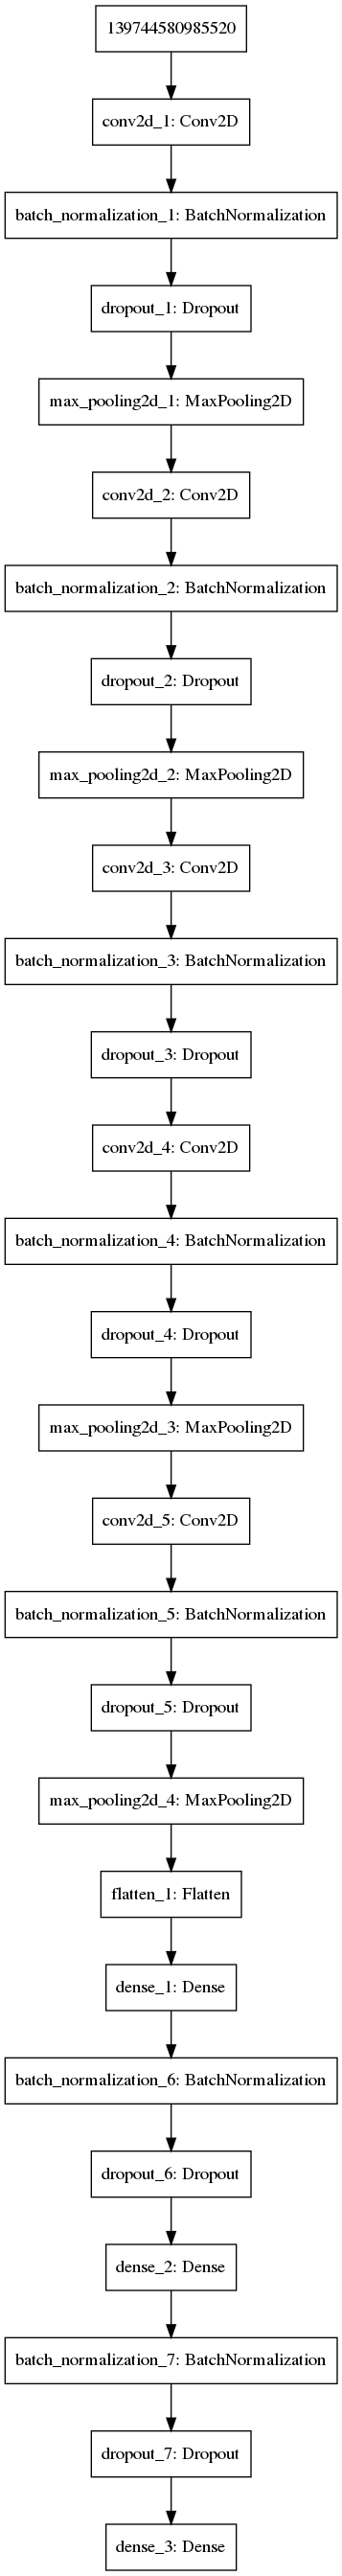 139744580985520
conv2d_1: Conv2D
batch_normalization_1: BatchNormalization
dropout_1: Dropout
max_pooling2d_1: MaxPooling2D
conv2d_2: Conv2D
batch_normalization_2: BatchNormalization
dropout_2: Dropout
max_pooling2d_2: MaxPooling2D
conv2d_3: Conv2D
batch_normalization_3: BatchNormalization
dropout_3: Dropout
conv2d_4: Conv2D
batch_normalization_4: BatchNormalization
dropout_4: Dropout
max_pooling2d_3: MaxPooling2D
conv2d_5: Conv2D
batch_normalization_5: BatchNormalization
dropout_5: Dropout
max_pooling2d_4: MaxPooling2D
flatten_1: Flatten
dense_1: Dense
batch_normalization_6: BatchNormalization
dropout_6: Dropout
dense_2: Dense
batch_normalization_7: BatchNormalization
dropout_7: Dropout
dense_3: Dense